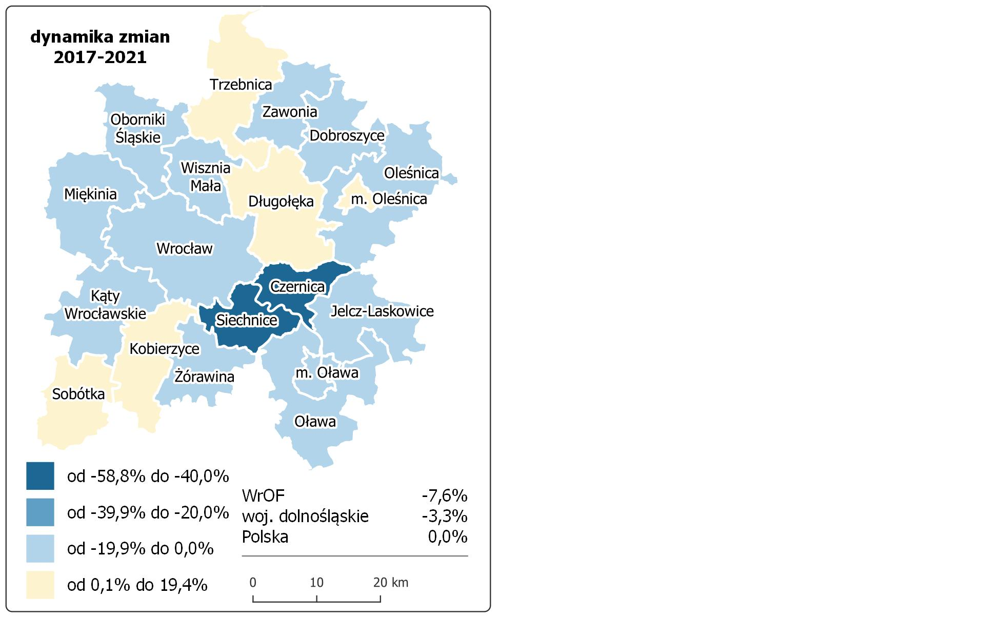 dynamika zmian
2017-2021
Trzebnica
Zawonia
Oborniki
Śląskie
Dobroszyce
Wisznia
Mała
Oleśnica
Miękinia
Długołęka
m. Oleśnica
Wrocław
Czernica
Kąty
Wrocławskie
Jelcz-Laskowice
Siechnice
Kobierzyce
m. Oława
Żórawina
Sobótka
Oława
od -58,8% do -40,0%
od -39,9% do -20,0%
od -19,9% do 0,0%
od 0,1% do 19,4%
WrOF -7,6%
woj. dolnośląskie -3,3%
Polska 0,0%
0 10 20 km